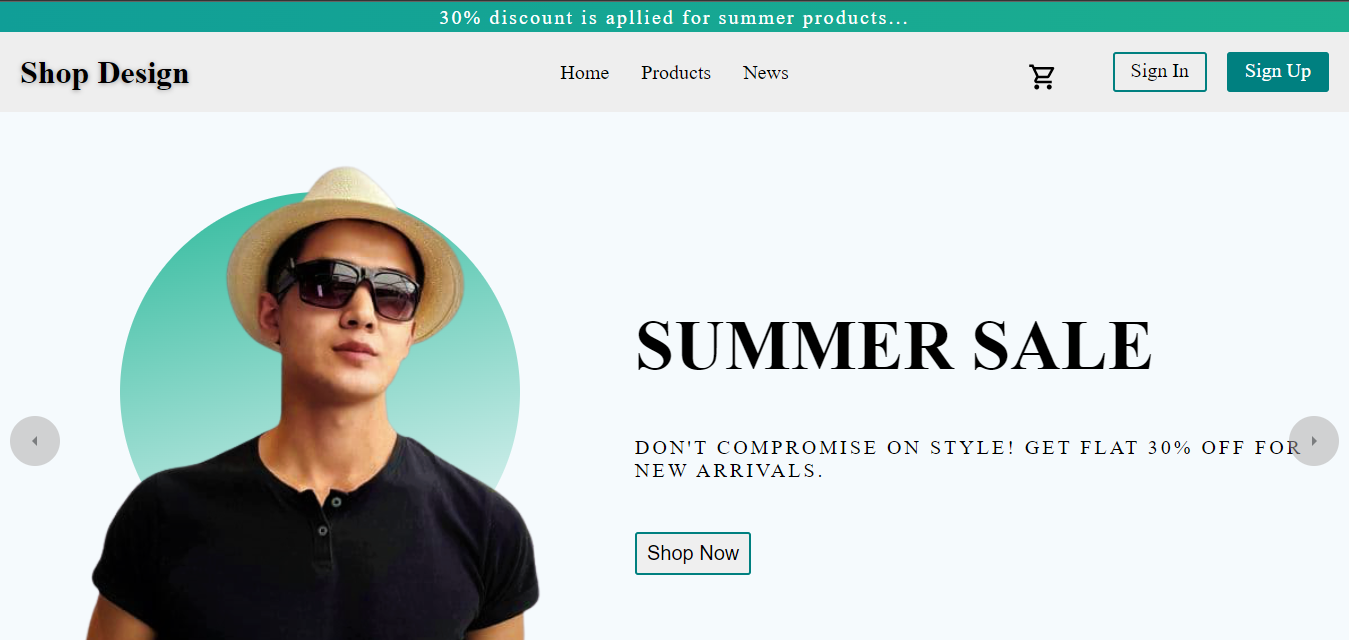 30% discount is apllied for summer products...
Shop Design
Home Products News
Sign In
Sign Up
SUMMER SALE
DON'T COMPROMISE ON STYLE! GET FLAT 30% OFF FOR
NEW ARRIVALS.
Shop Now